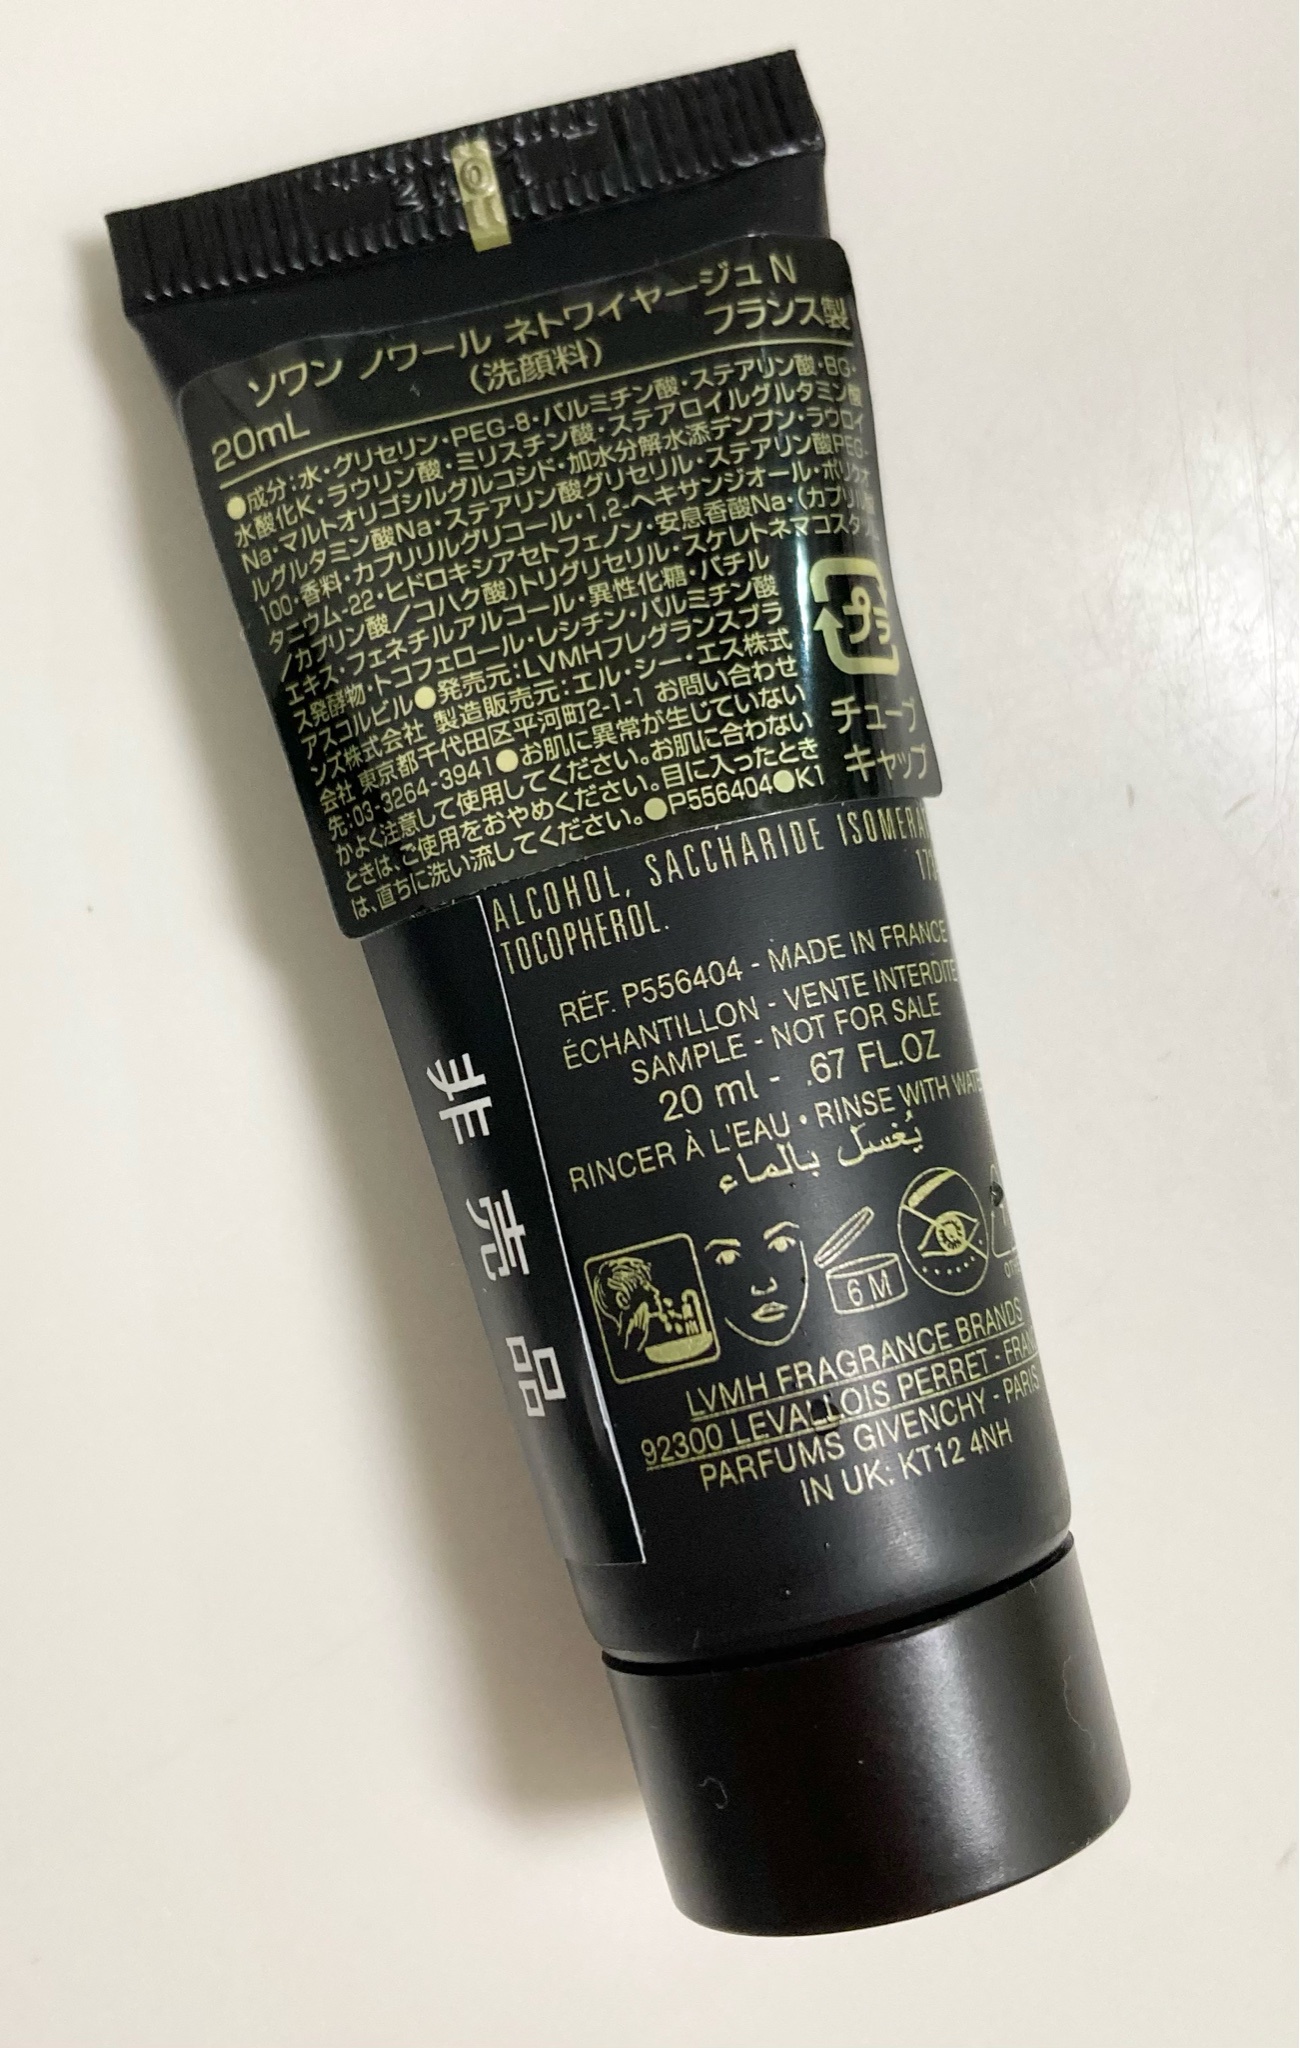 2401
ソワン ノワール ネトワイヤージュ N
(洗顔料)
20mL
フランス製
●成分:水・グリセリン・PEG-8・パルミチン酸・ステアリン酸・BG・
水酸化K・ラウリン酸・ミリスチン酸・ステアロイルグルタミン酸
Na・マルトオリゴシルグルコシド・加水分解水添デンプン・ラウロイ
ルグルタミン酸Na・ステアリン酸グリセリル・ステアリン酸PEG-
100・香料・カプリリルグリコール・1,2-ヘキサンジオール・ポリクオ
タニウム-22・ヒドロキシアセトフェノン・安息香酸Na・(カプリル酸
/カプリン酸/コハク酸)トリグリセリル・スケレトネマコスタツム
エキス・フェネチルアルコール・異性化糖・バチル
ス発酵物・トコフェロール・レシチン・パルミチン酸
アスコルビル●発売元:LVMHフレグランスブラ
ンズ株式会社 製造販売元:エル・シー・エス株式
会社 東京都千代田区平河町2-1-1 お問い合わせ
先:03-3264-3941●お肌に異常が生じていない
かよく注意して使用してください。お肌に合わない
ときは、ご使用をおやめください。目に入ったとき
は、直ちに洗い流してください。●P556404●K1
プラ
チューブ
キャップ
ALCOHOL, SACCHARIDE ISOMERA
TOCOPHEROL.
RÉF. P556404 - MADE IN FRANCE
ÉCHANTILLON - VENTE INTERDITE
SAMPLE - NOT FOR SALE
20 ml - .67 FL.OZ
RINCER À L'EAU • RINSE WITH WATE
يُغسل بالماء
6 M
LVMH FRAGRANCE BRANDS
92300 LEVALLOIS PERRET - FRAN
PARFUMS GIVENCHY - PARIS
IN UK: KT12 4NH
非売品